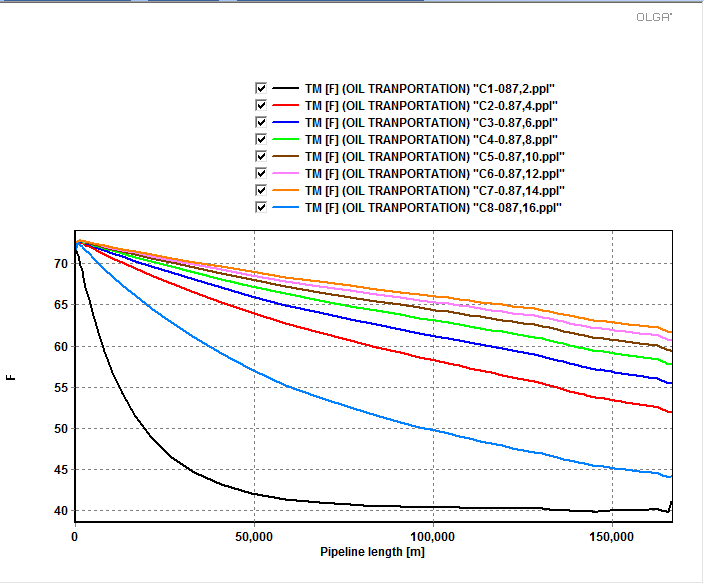 OLGA
TM [F] (OIL TRANPORTATION) "C1-087,2.ppl"
TM [F] (OIL TRANPORTATION) "C2-0.87,4.ppl"
TM [F] (OIL TRANPORTATION) "C3-0.87,6.ppl"
TM [F] (OIL TRANPORTATION) "C4-0.87,8.ppl"
TM [F] (OIL TRANPORTATION) "C5-0.87,10.ppl"
TM [F] (OIL TRANPORTATION) "C6-0.87,12.ppl"
TM [F] (OIL TRANPORTATION) "C7-0.87,14.ppl"
TM [F] (OIL TRANPORTATION) "C8-087,16.ppl"
70
65
60
55
50
45
40
F
0 50,000 100,000 150,000
Pipeline length [m]